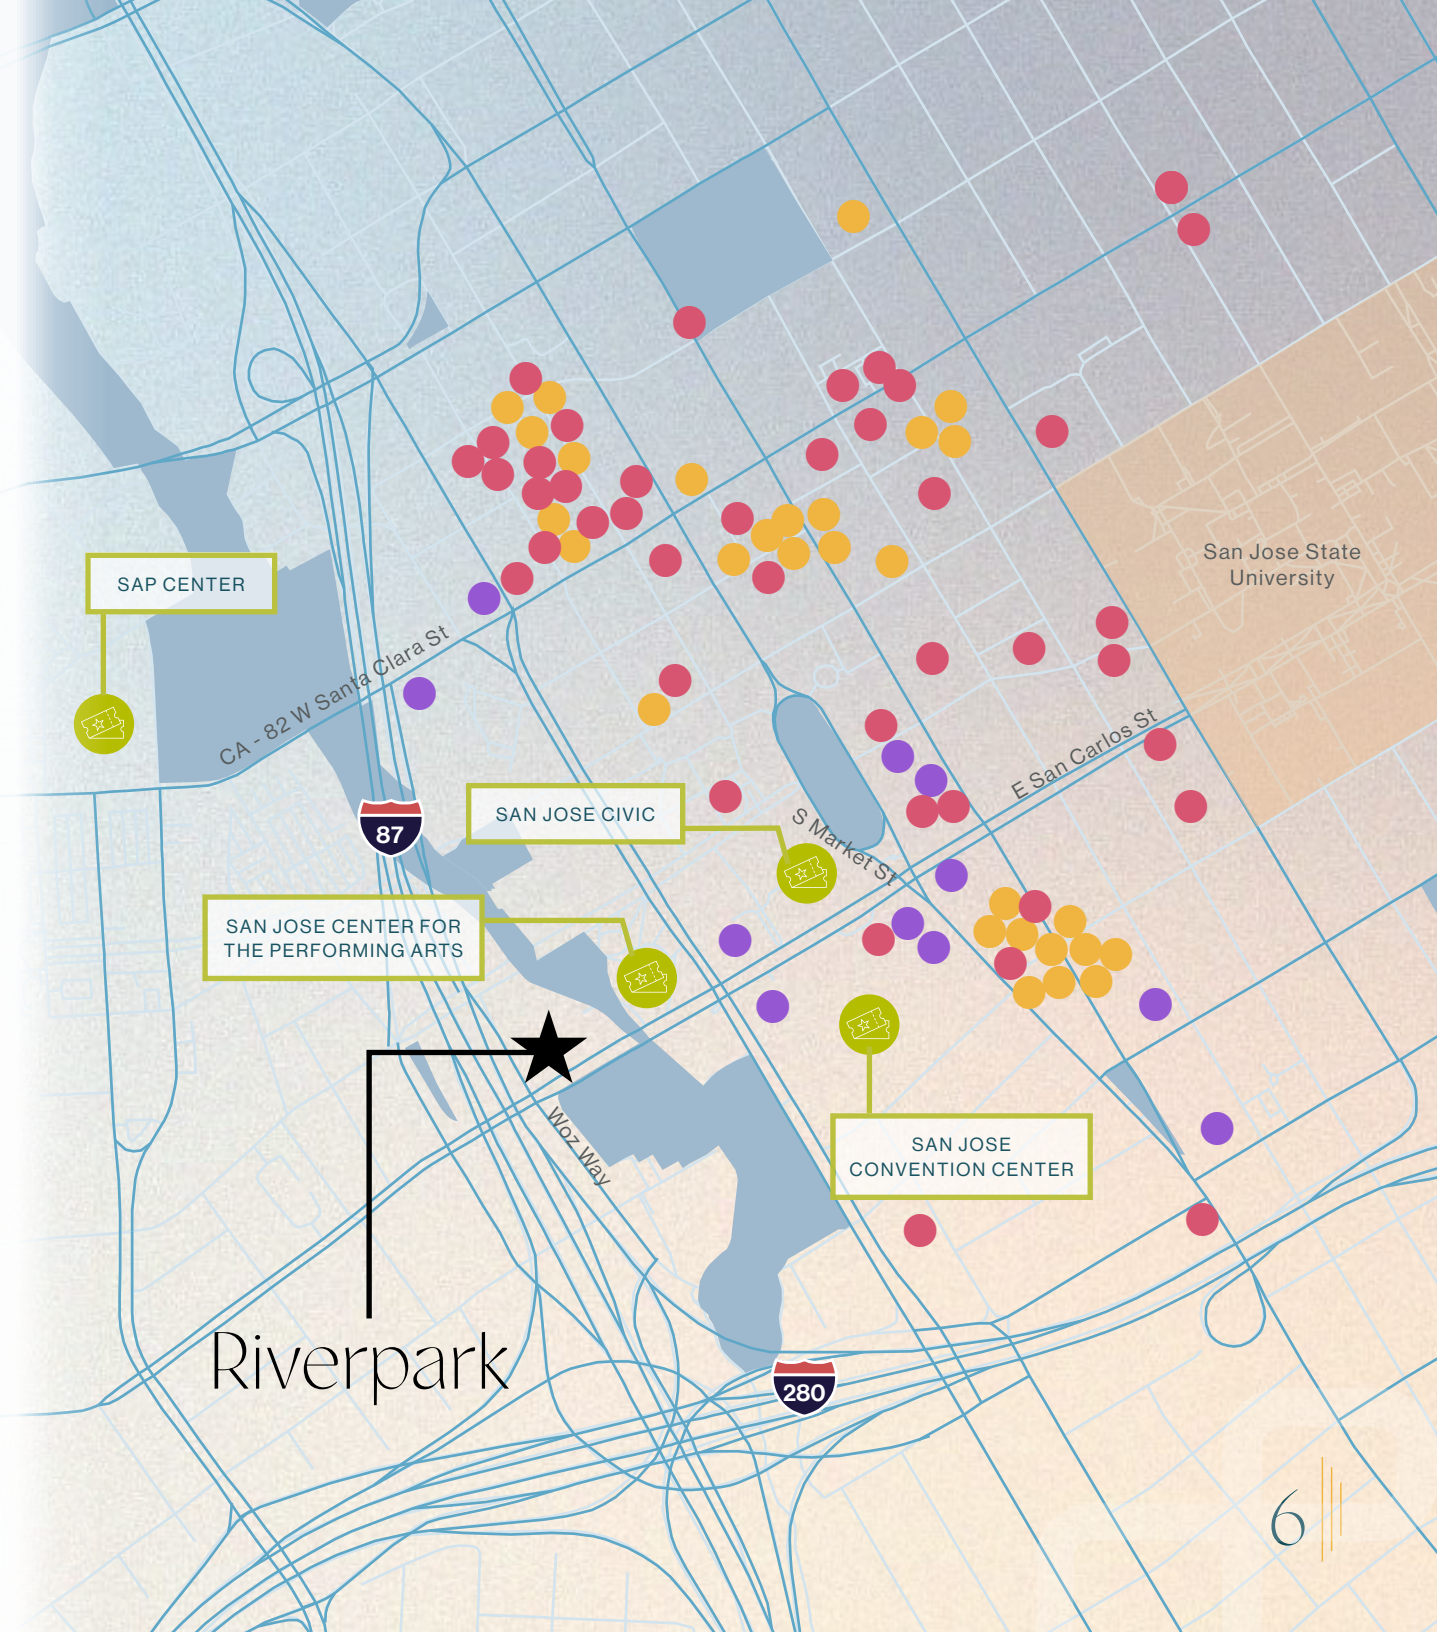 San Jose State
University
SAP CENTER
CA - 82 W Santa Clara St
E San Carlos St
87
SAN JOSE CIVIC
S Market St
SAN JOSE CENTER FOR
THE PERFORMING ARTS
Woz Way
SAN JOSE
CONVENTION CENTER
Riverpark
280
6